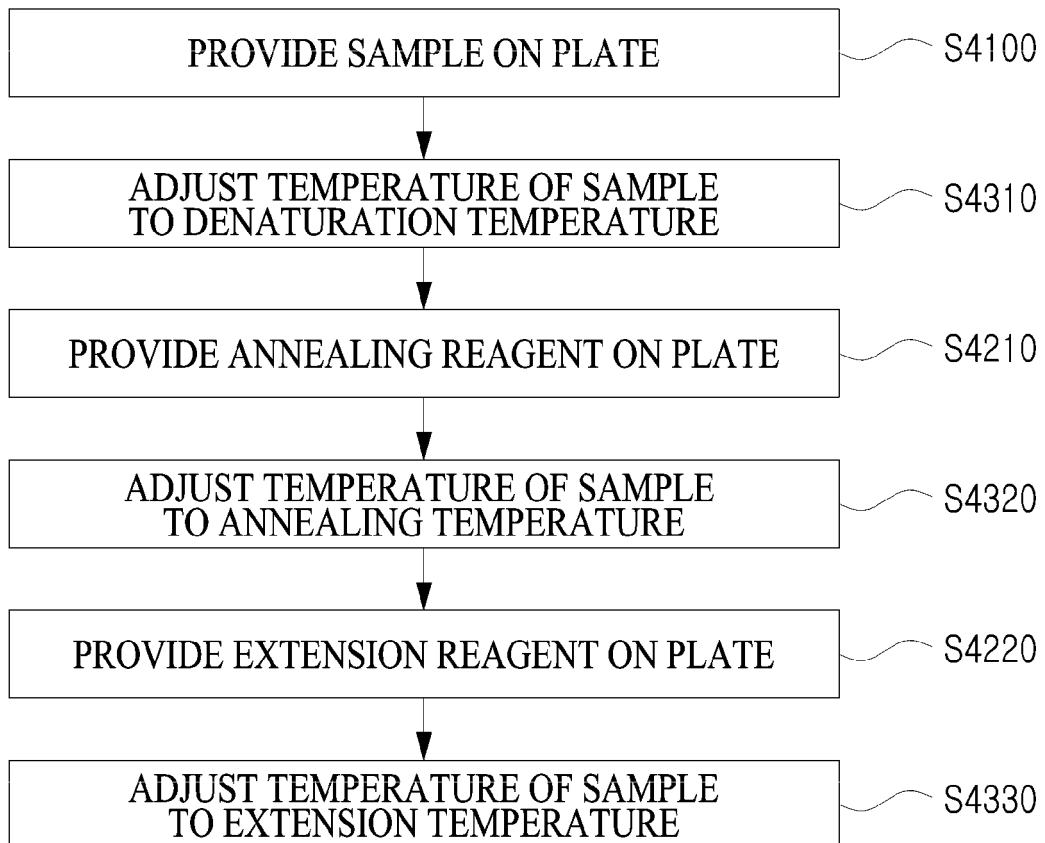 PROVIDE SAMPLE ON PLATE
S4100
ADJUST TEMPERATURE OF SAMPLE
TO DENATURATION TEMPERATURE
S4310
PROVIDE ANNEALING REAGENT ON PLATE
S4210
ADJUST TEMPERATURE OF SAMPLE
TO ANNEALING TEMPERATURE
S4320
PROVIDE EXTENSION REAGENT ON PLATE
S4220
ADJUST TEMPERATURE OF SAMPLE
TO EXTENSION TEMPERATURE
S4330